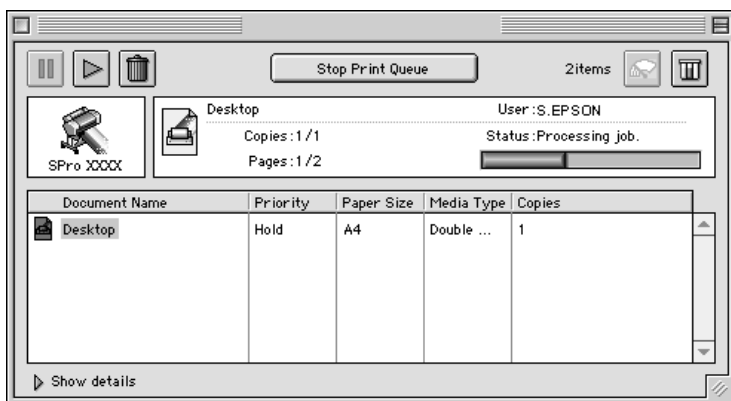 Stop Print Queue 2items
Desktop User:S.EPSON
Copies:1/1 Status:Processing job.
SPro XXXX Pages:1/2
Document Name Priority Paper Size Media Type Copies
Desktop Hold A4 Double ... 1
Show details